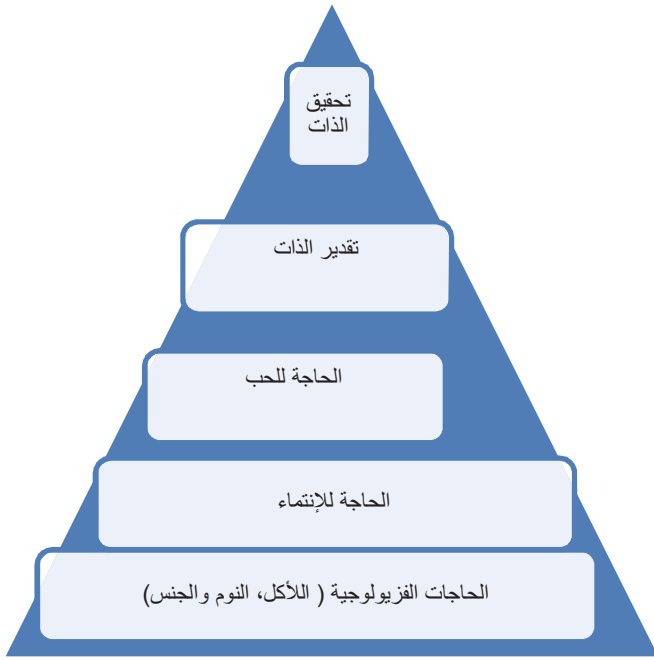 تحقيق
الذات
تقدير الذات
الحاجة للحب
الحاجة للإنتماء
الحاجات الفزيولوجية ( اللأكل، النوم والجنس)